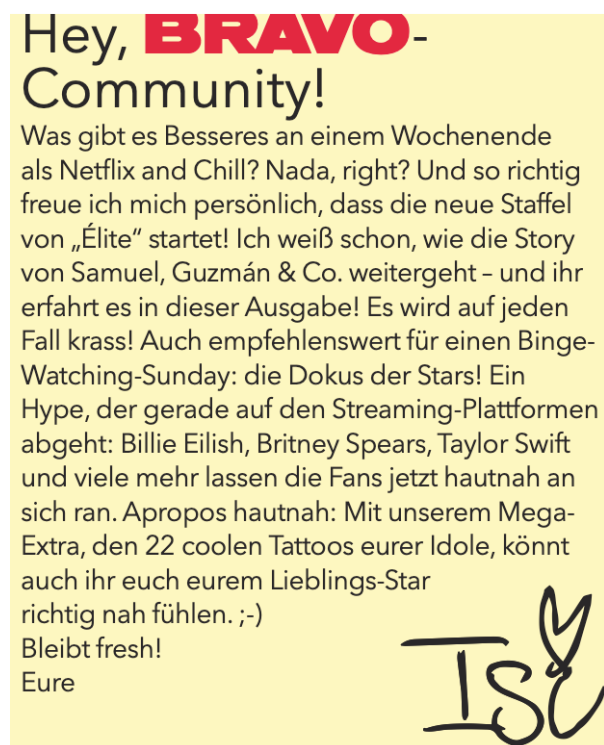 Hey, BRAVO-
Community!
Was gibt es Besseres an einem Wochenende
als Netflix and Chill? Nada, right? Und so richtig
freue ich mich persönlich, dass die neue Staffel
von „Élite“ startet! Ich weiß schon, wie die Story
von Samuel, Guzmán & Co. weitergeht – und ihr
erfahrt es in dieser Ausgabe! Es wird auf jeden
Fall krass! Auch empfehlenswert für einen Binge-
Watching-Sunday: die Dokus der Stars! Ein
Hype, der gerade auf den Streaming-Plattformen
abgeht: Billie Eilish, Britney Spears, Taylor Swift
und viele mehr lassen die Fans jetzt hautnah an
sich ran. Apropos hautnah: Mit unserem Mega-
Extra, den 22 coolen Tattoos eurer Idole, könnt
auch ihr euch eurem Lieblings-Star
richtig nah fühlen. ;-)
Bleibt fresh!
Eure
Isi